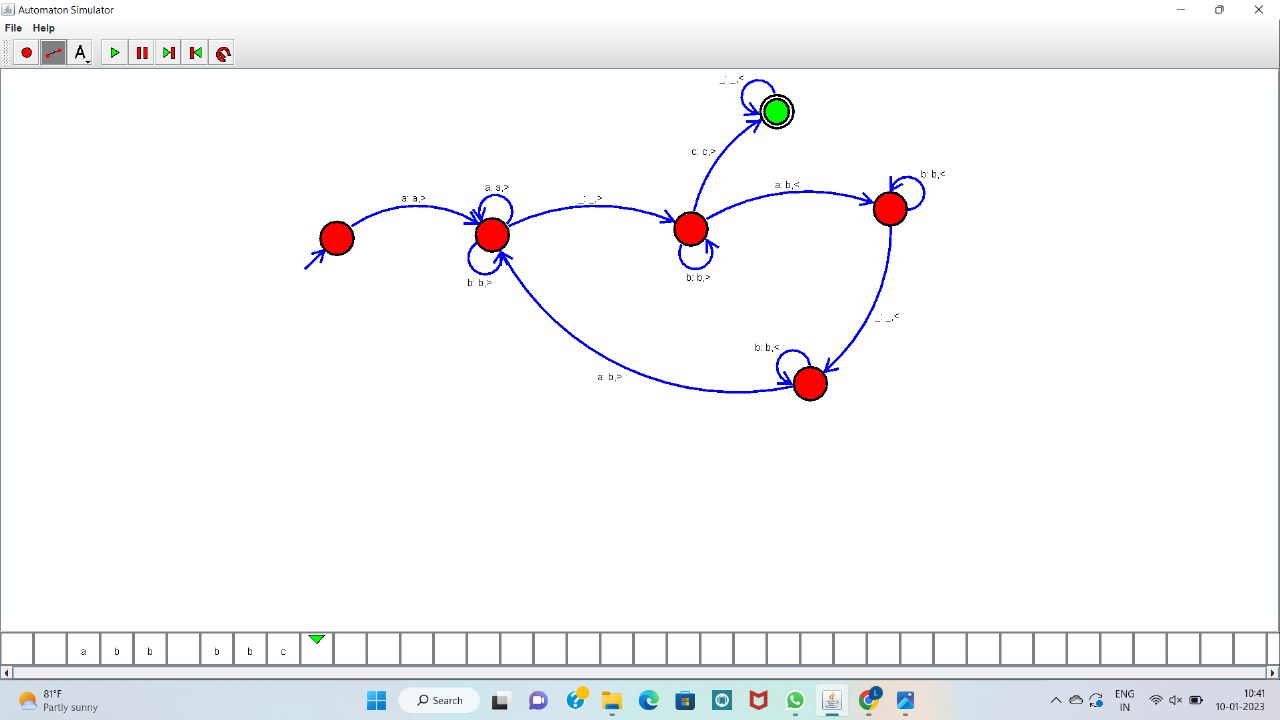 Automaton Simulator
File Help
A
_: _,<
c: c,>
a: a,>
a: a,>
_: _,>
a: b,<
b: b,<
b: b,>
b: b,>
_: _,<
b: b,<
a: b,>
a b b b b c
81°F
Partly sunny
Search
L
ENG
IN
10:41
10-01-2023